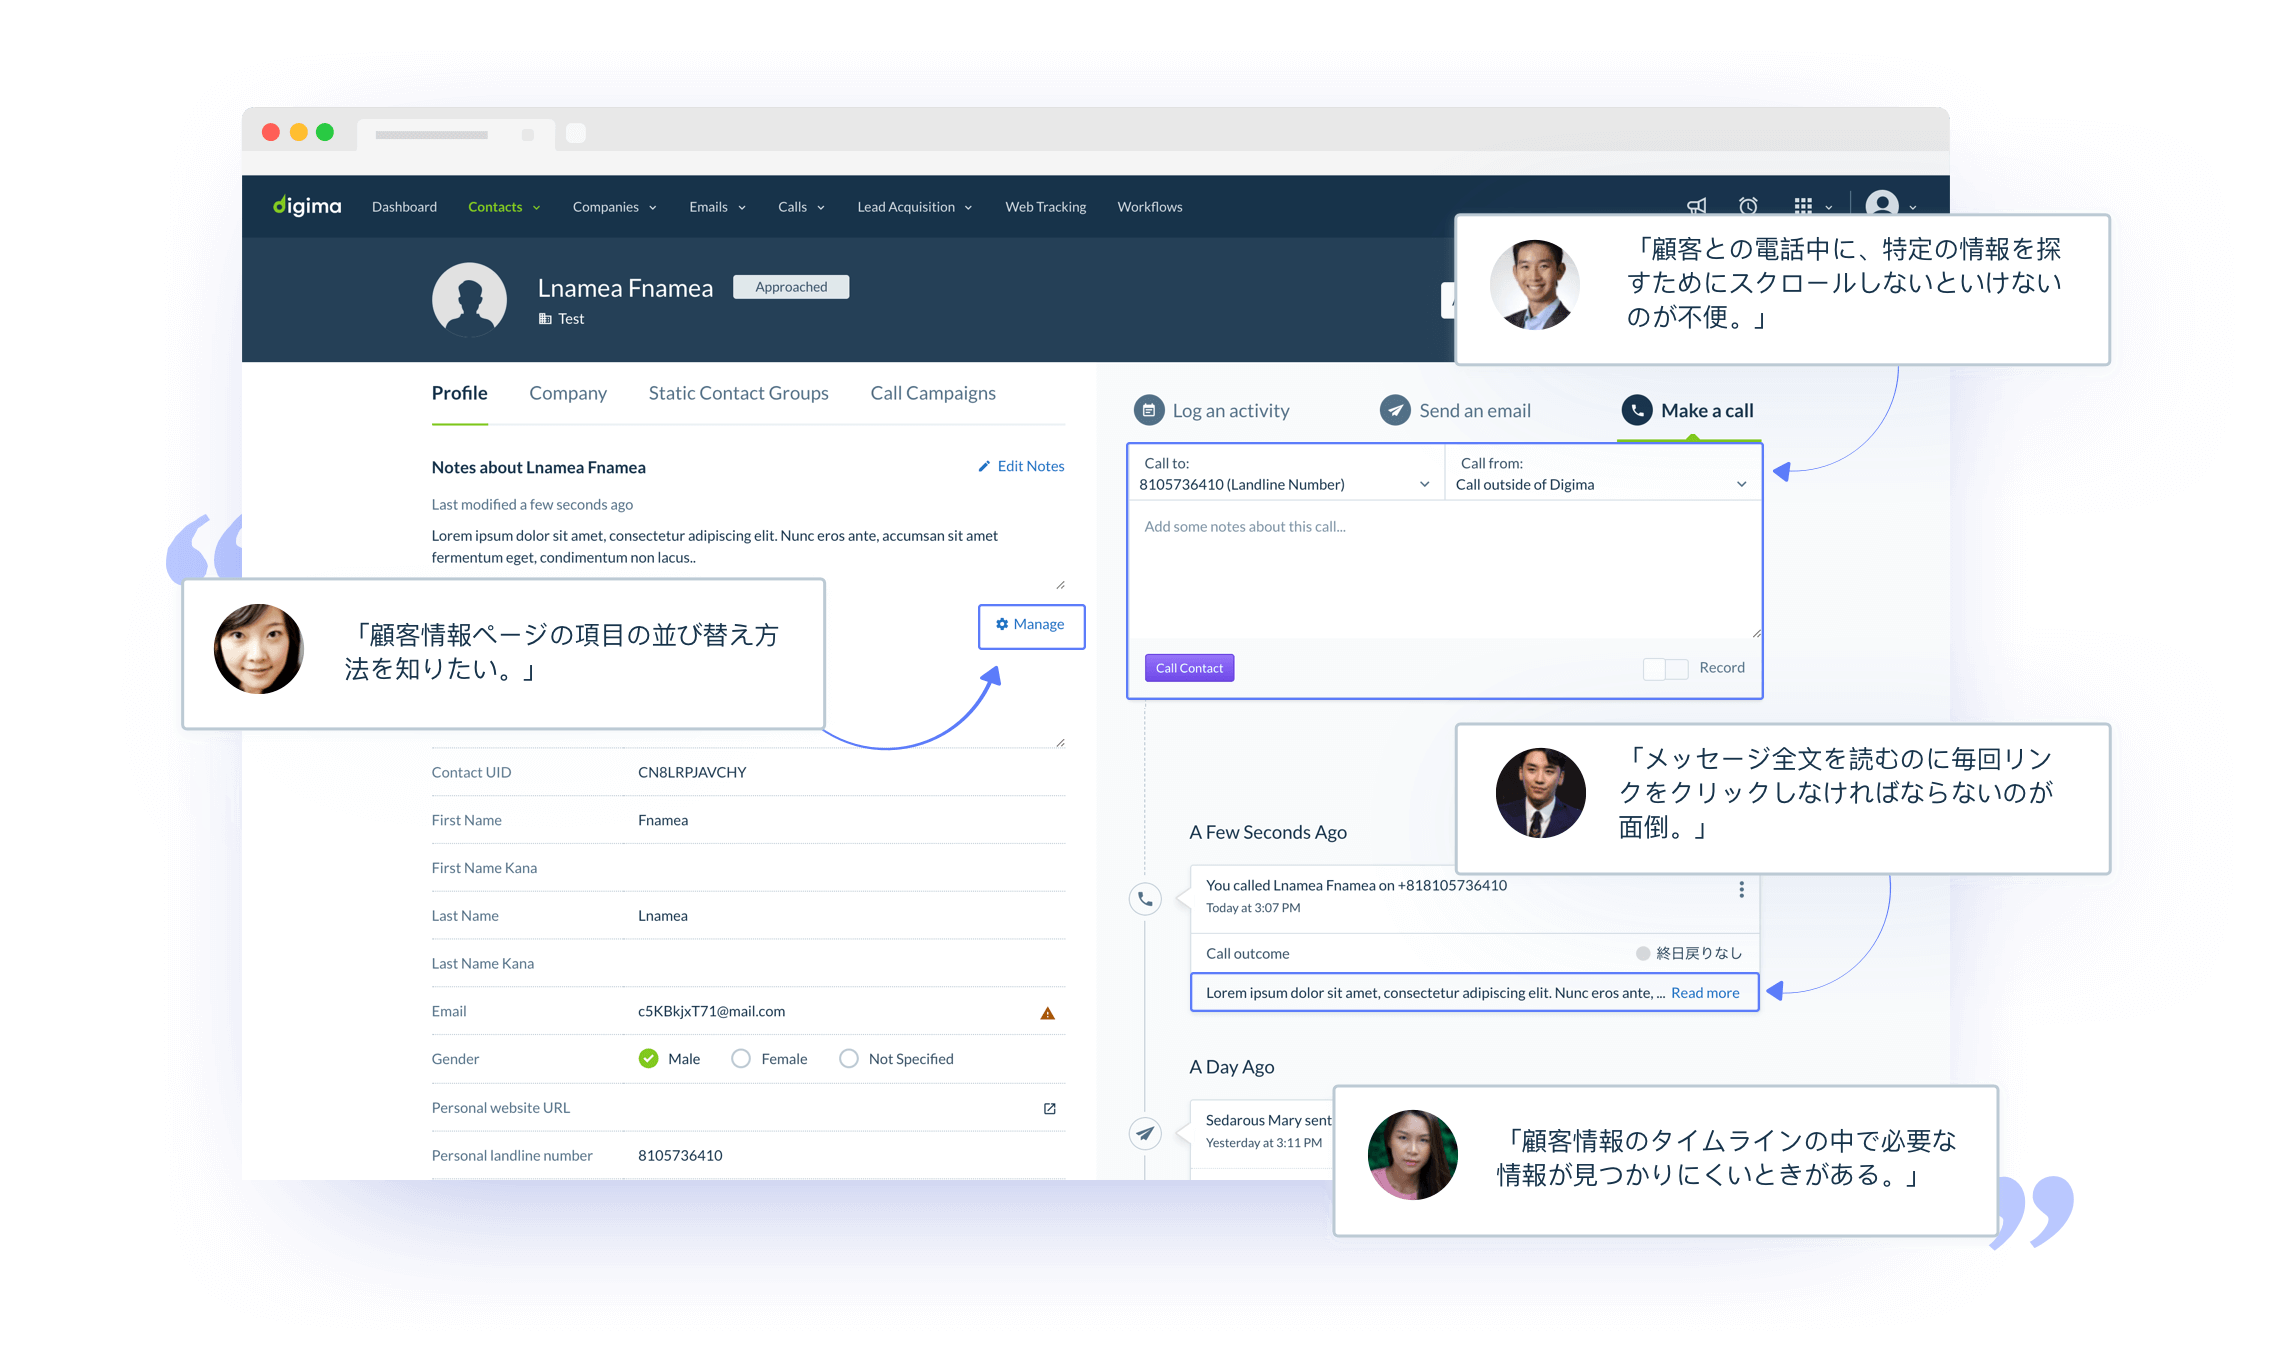 digima
Dashboard
Contacts
Companies
Emails
Calls
Lead Acquisition
Web Tracking
Workflows
Lnamea Fnamea
Approached
Test
「顧客との電話中に、特定の情報を探
すためにスクロールしないといけない
のが不便。」
Profile
Company
Static Contact Groups
Call Campaigns
Notes about Lnamea Fnamea
Edit Notes
Last modified a few seconds ago
Lorem ipsum dolor sit amet, consectetur adipiscing elit. Nunc eros ante, accumsan sit amet
fermentum eget, condimentum non lacus..
「顧客情報ページの項目の並び替え方
法を知りたい。」
Manage
Contact UID
CN8LRPJAVCHY
First Name
Fnamea
First Name Kana
Last Name
Lnamea
Last Name Kana
Email
c5KBkjxT71@mail.com
Gender
Male
Female
Not Specified
Personal website URL
Personal landline number
8105736410
Log an activity
Send an email
Make a call
Call to:
8105736410 (Landline Number)
Call from:
Call outside of Digima
Add some notes about this call...
Call Contact
Record
「メッセージ全文を読むのに毎回リン
クをクリックしなければならないのが
面倒。」
A Few Seconds Ago
You called Lnamea Fnamea on +818105736410
Today at 3:07 PM
Call outcome
終日戻りなし
Lorem ipsum dolor sit amet, consectetur adipiscing elit. Nunc eros ante, ... Read more
A Day Ago
Sedarous Mary sent
Yesterday at 3:11 PM
「顧客情報のタイムラインの中で必要な
情報が見つかりにくいときがある。」